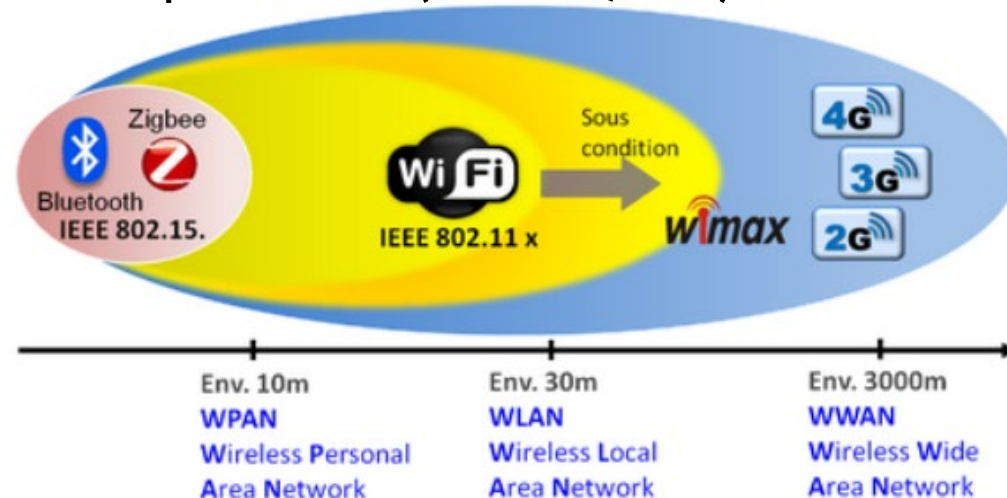 Zigbee
Bluetooth
IEEE 802.15.
WiFi
IEEE 802.11 x
Sous
condition
wimax
4G
3G
2G
Env. 10m
WPAN
Wireless Personal
Area Network
Env. 30m
WLAN
Wireless Local
Area Network
Env. 3000m
WWAN
Wireless Wide
Area Network